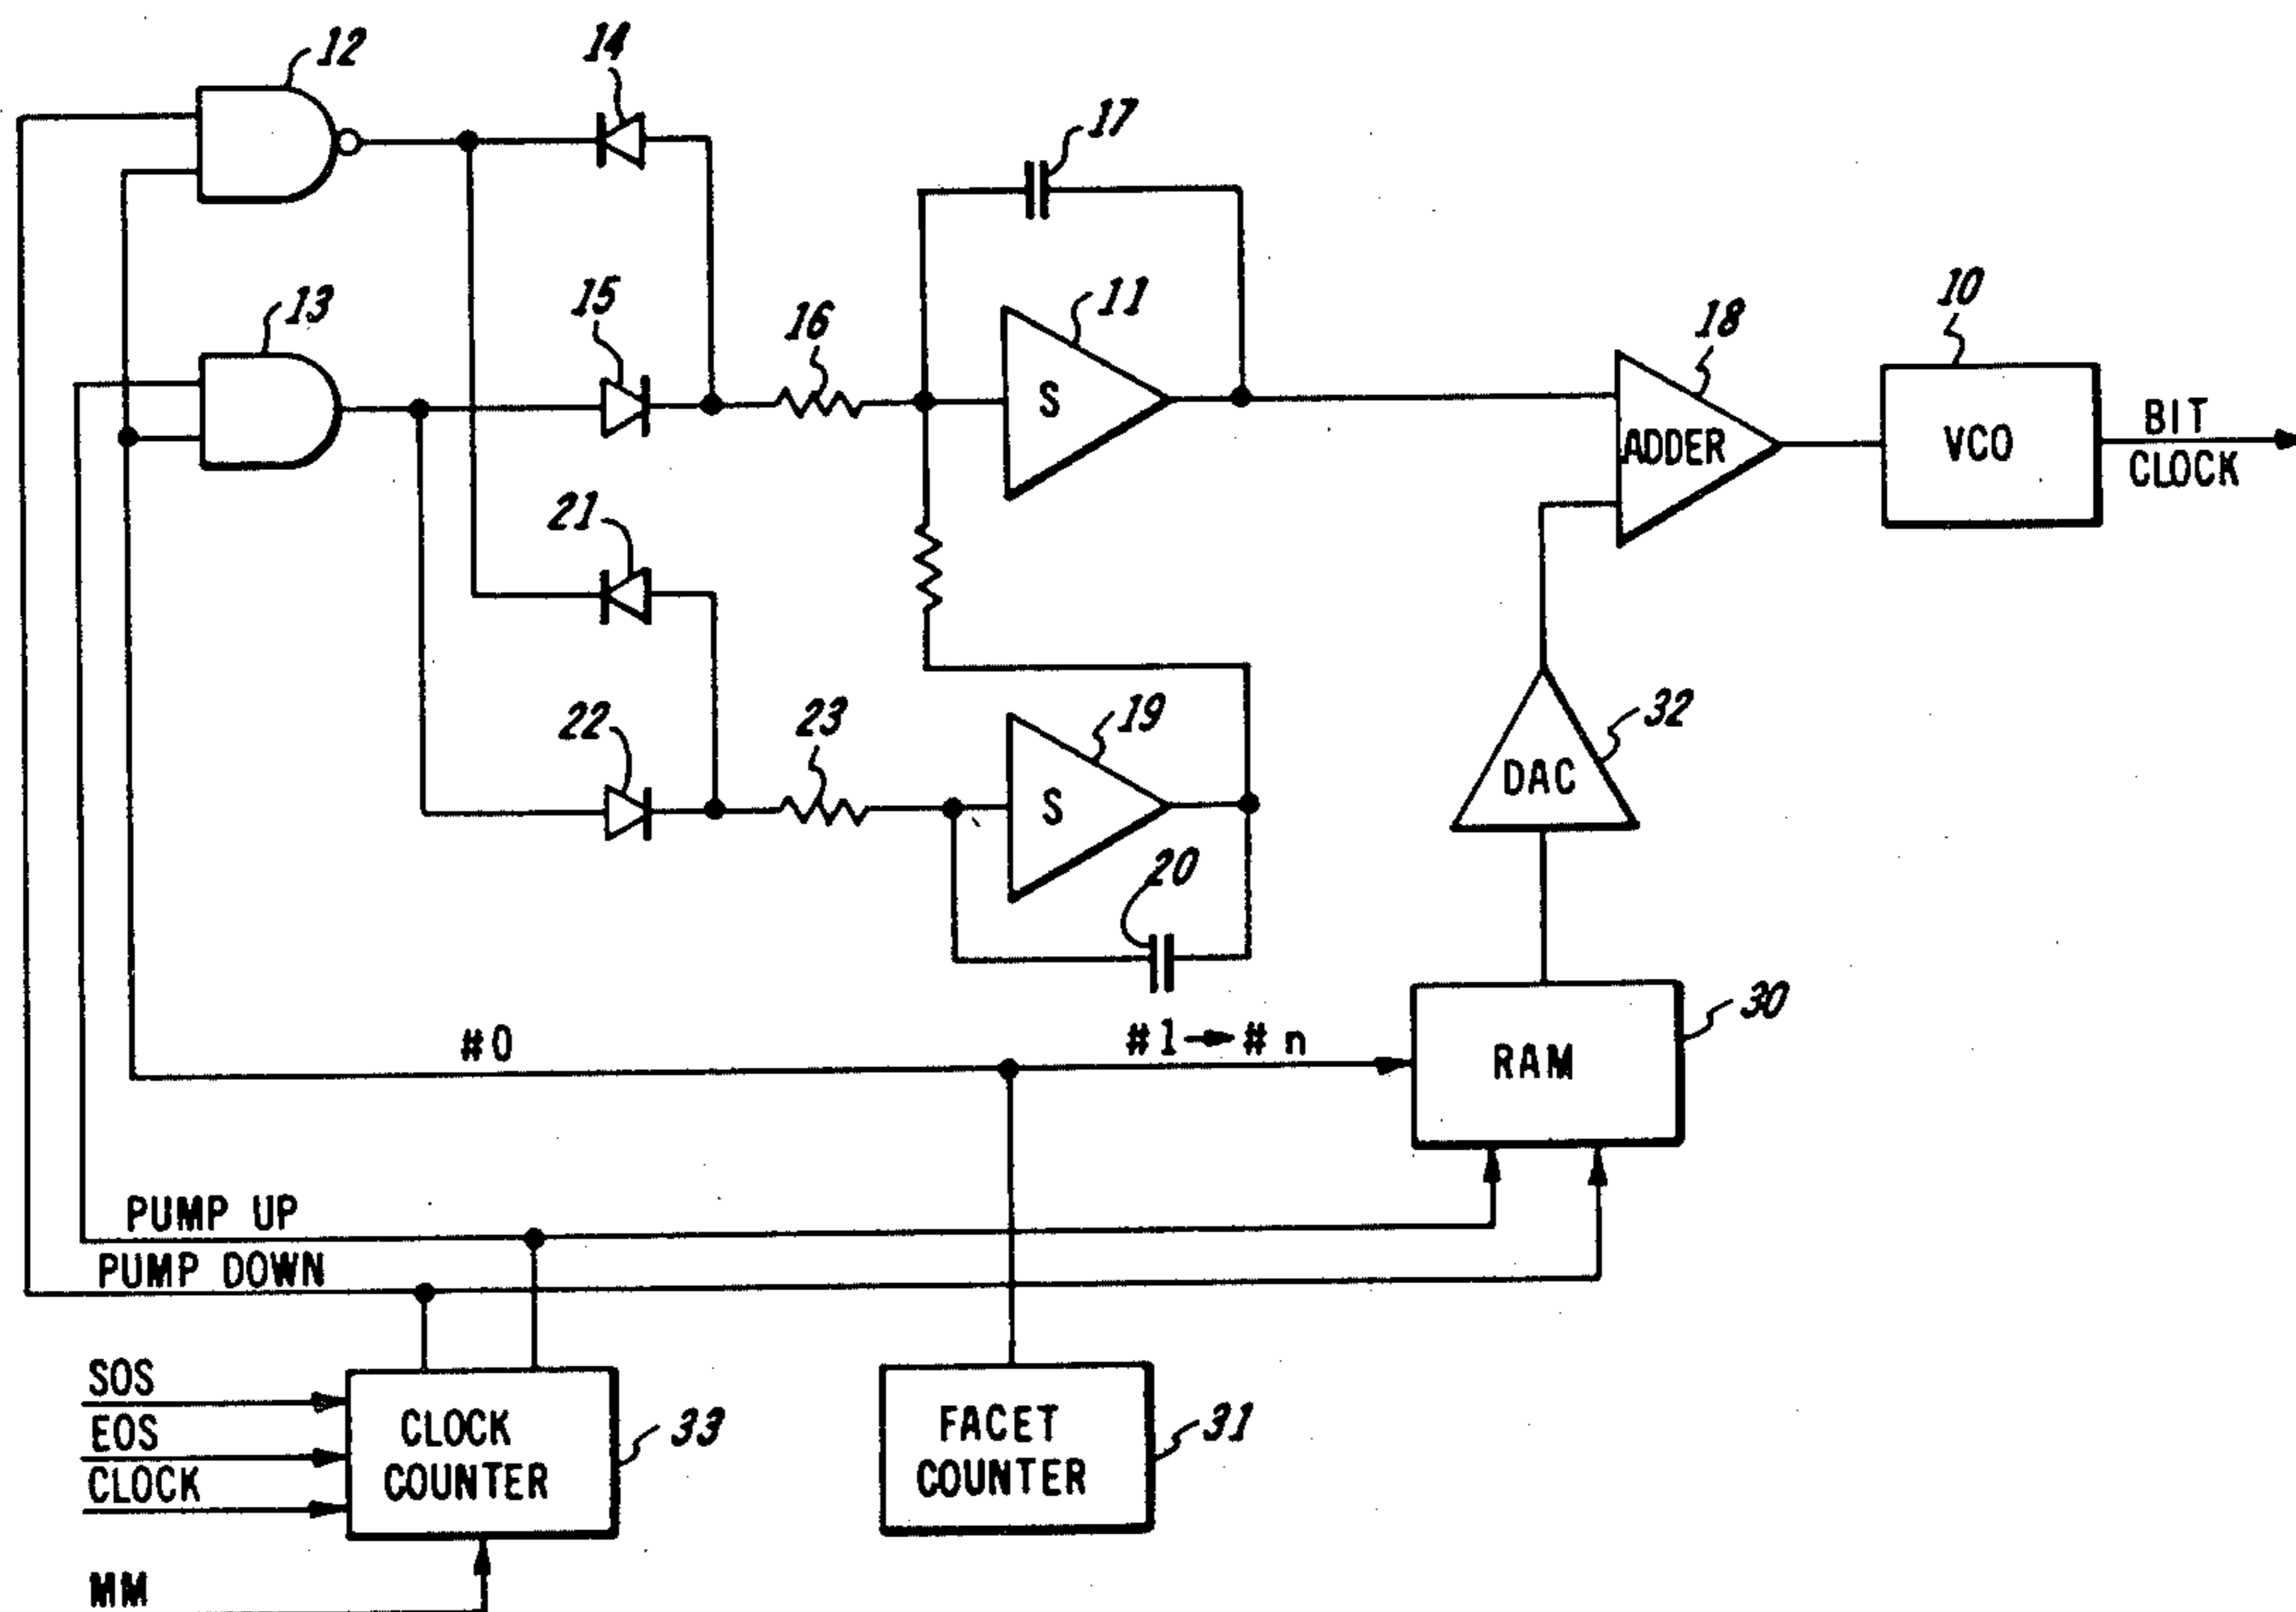 12
14
17
13
15
16
11
10
18
S
ADDER
VCO
BIT
CLOCK
21
22
23
19
S
32
DAC
20
#0
#1→#n
30
RAM
PUMP UP
PUMP DOWN
SOS
EOS
CLOCK
CLOCK
COUNTER
33
FACET
COUNTER
31
MM